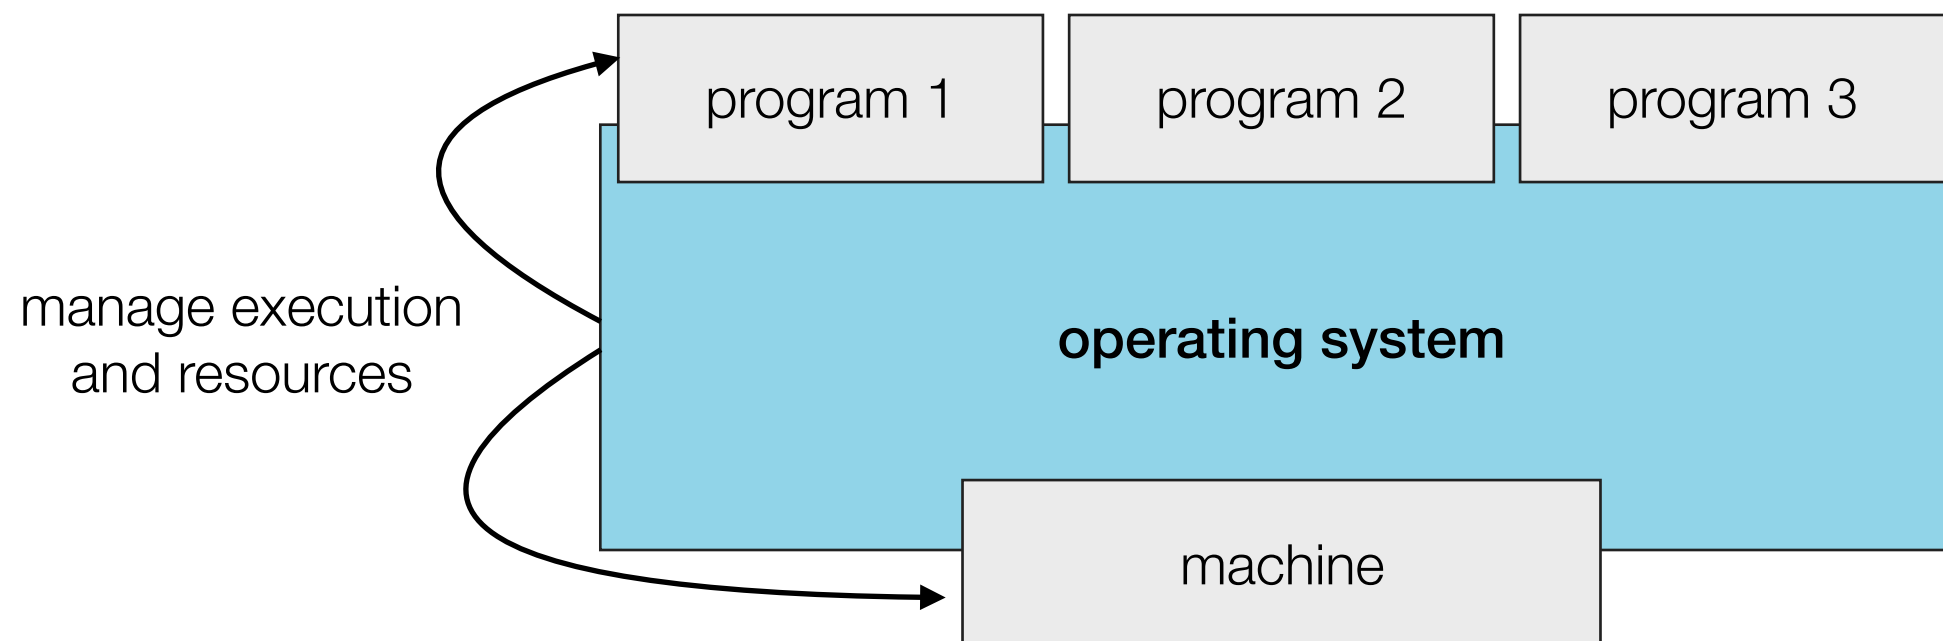 program 1
program 2
program 3
manage execution
and resources
operating system
machine